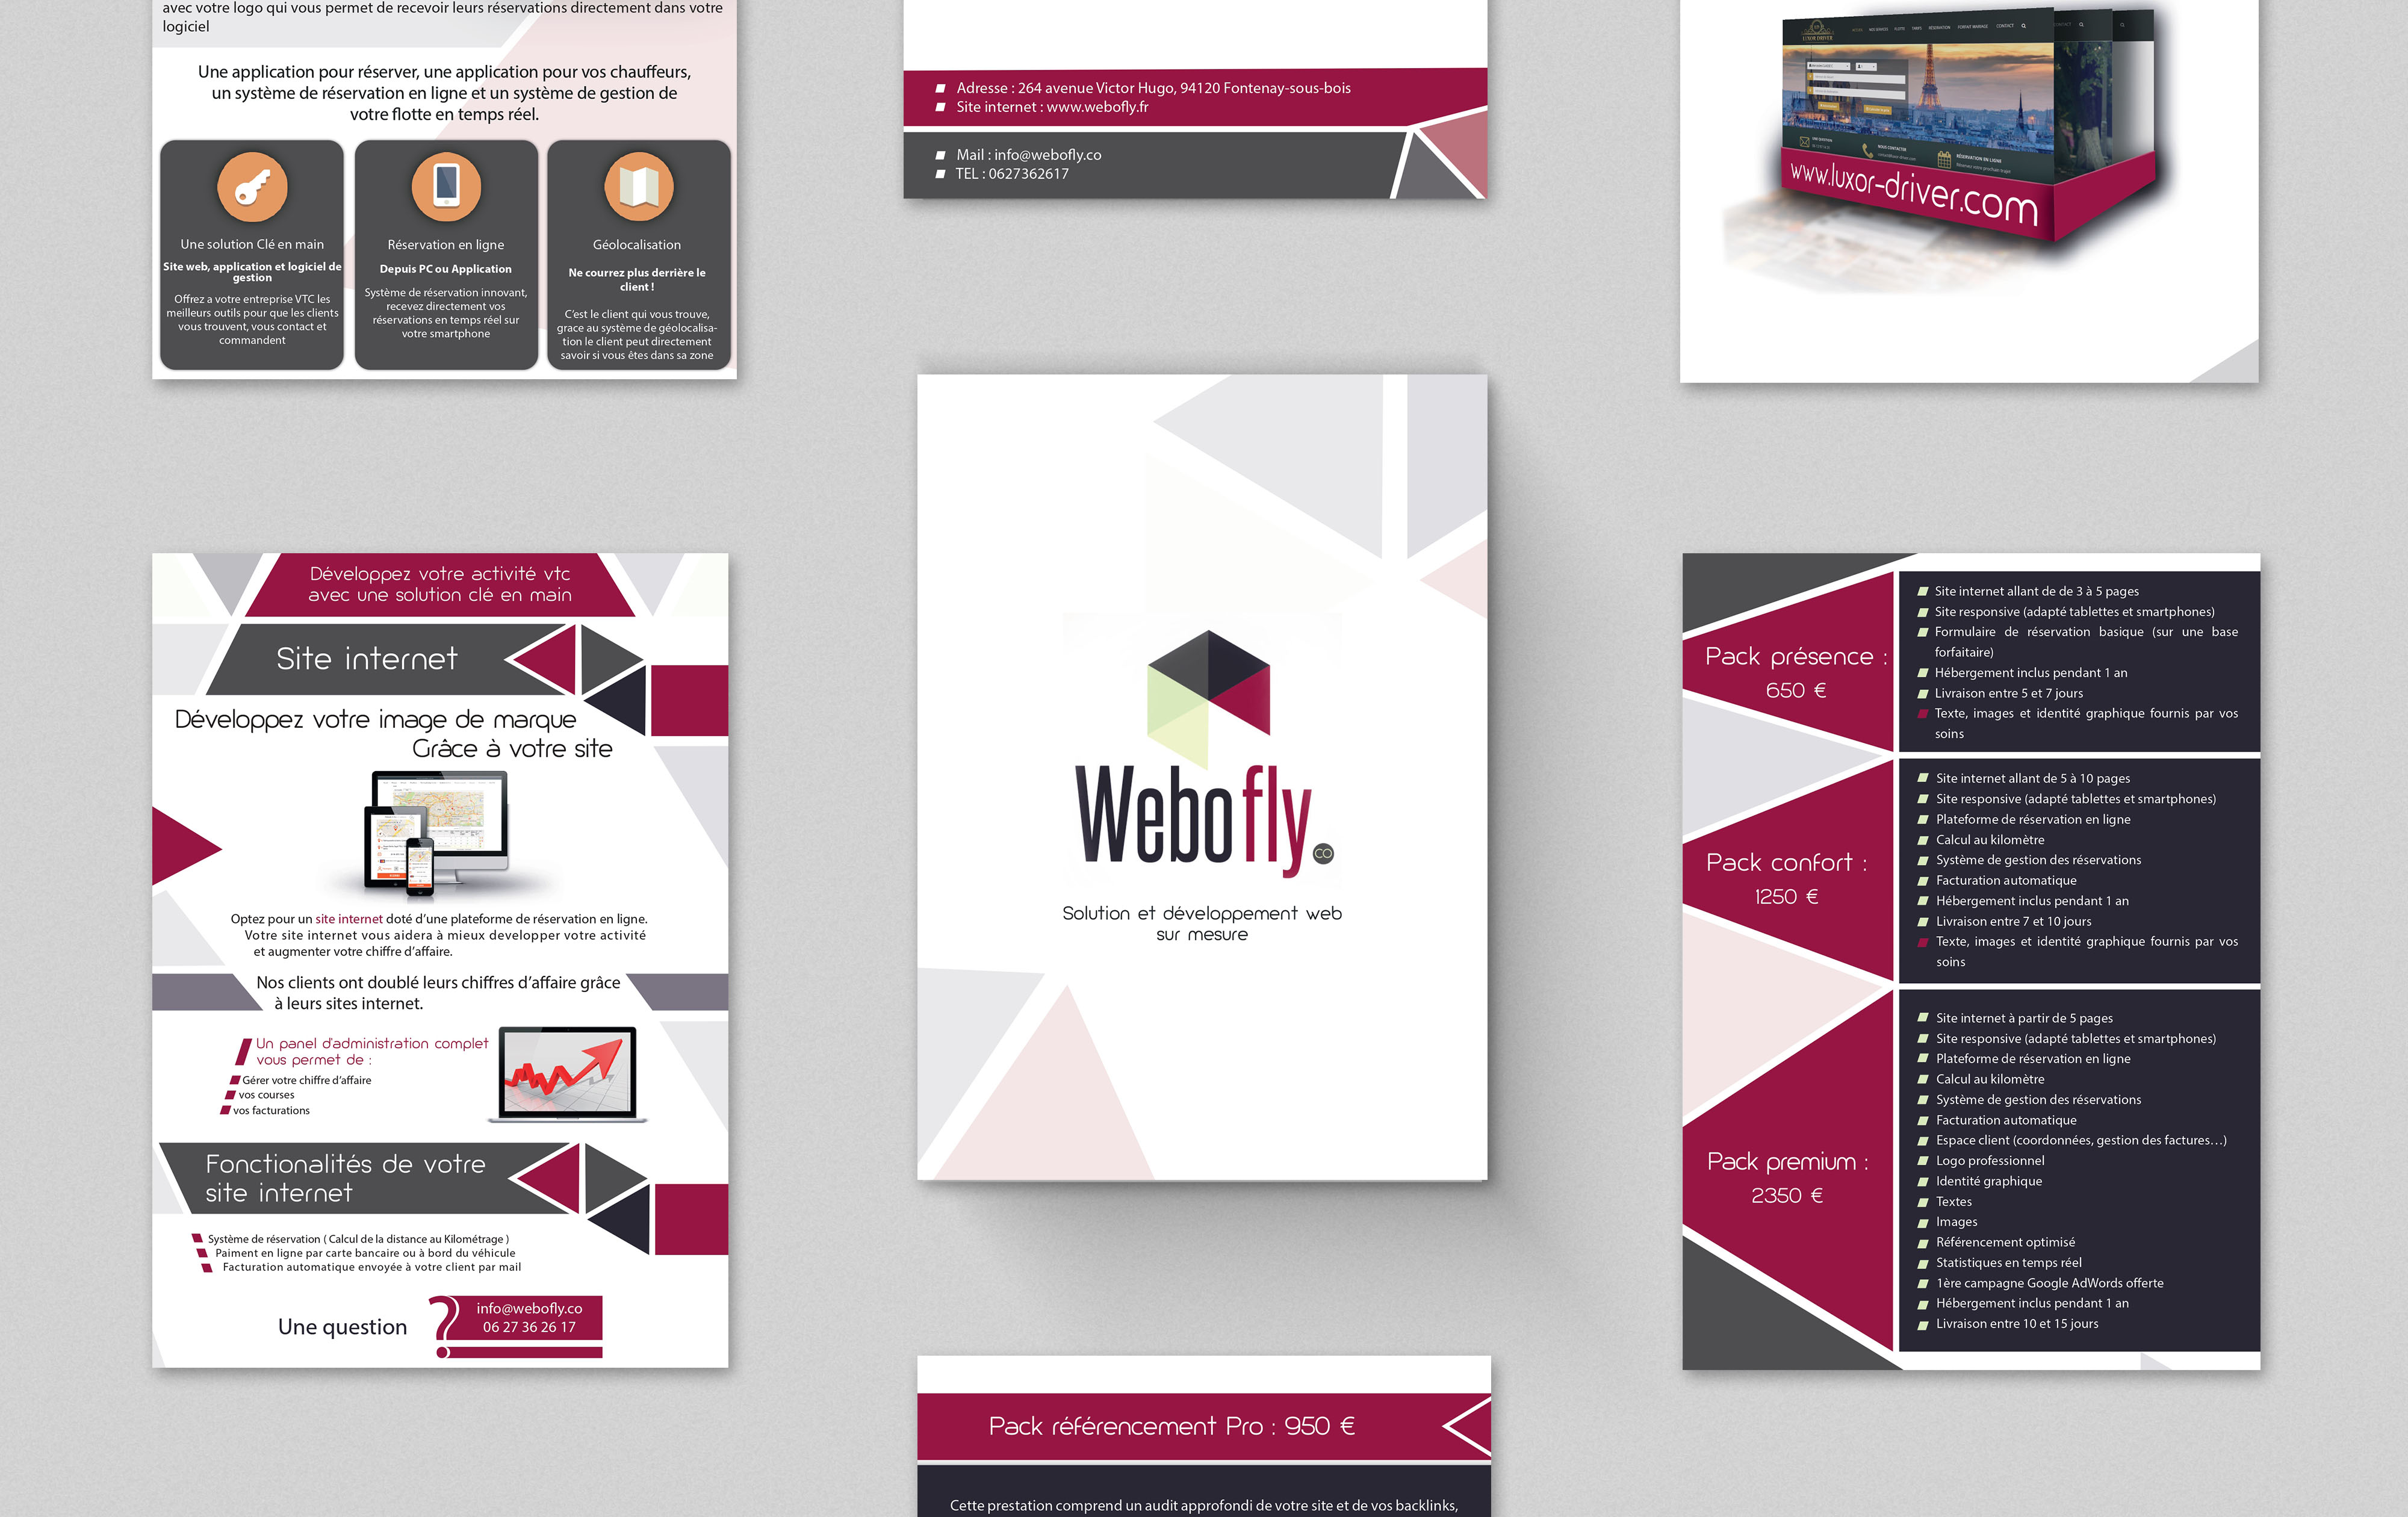 avec votre logo qui vous permet de recevoir leurs réservations directement dans votre
logiciel
Une application pour réserver, une application pour vos chauffeurs,
un système de réservation en ligne et un système de gestion de
votre flotte en temps réel.
Une solution Clé en main
Site web, application et logiciel de
gestion
Offrez a votre entreprise VTC les
meilleurs outils pour que les clients
vous trouvent, vous contact et
commandent
Réservation en ligne
Depuis PC ou Application
Système de réservation innovant,
recevez directement vos
réservations en temps réel sur
votre smartphone
Géolocalisation
Ne courrez plus derrière le
client !
C'est le client qui vous trouve,
grace au système de géolocalisa-
tion le client peut directement
savoir si vous êtes dans sa zone
Adresse : 264 avenue Victor Hugo, 94120 Fontenay-sous-bois
Site internet : www.webofly.fr
Mail : info@webofly.co
TEL : 0627362617
LUXOR DRIVER
NOUS CONTACTER
RÉSERVATION EN LIGNE
www.luxor-driver.com
Développez votre activité vtc
avec une solution clé en main
Site internet
Développez votre image de marque
Grâce à votre site
Optez pour un site internet doté d'une plateforme de réservation en ligne.
Votre site internet vous aidera à mieux developper votre activité
et augmenter votre chiffre d'affaire.
Nos clients ont doublé leurs chiffres d'affaire grâce
à leurs sites internet.
Un panel d'administration complet
vous permet de :
Gérer votre chiffre d'affaire
vos courses
vos facturations
Fonctionalités de votre
site internet
Système de réservation ( Calcul de la distance au Kilométrage )
Paiment en ligne par carte bancaire ou à bord du véhicule
Facturation automatique envoyée à votre client par mail
Une question ?
info@webofly.co
06 27 36 26 17
Webofly.co
Solution et développement web
sur mesure
Pack présence :
650 €
Site internet allant de de 3 à 5 pages
Site responsive (adapté tablettes et smartphones)
Formulaire de réservation basique (sur une base
forfaitaire)
Hébergement inclus pendant 1 an
Livraison entre 5 et 7 jours
Texte, images et identité graphique fournis par vos
soins
Pack confort :
1250 €
Site internet allant de 5 à 10 pages
Site responsive (adapté tablettes et smartphones)
Plateforme de réservation en ligne
Calcul au kilomètre
Système de gestion des réservations
Facturation automatique
Hébergement inclus pendant 1 an
Livraison entre 7 et 10 jours
Texte, images et identité graphique fournis par vos
soins
Pack premium :
2350 €
Site internet à partir de 5 pages
Site responsive (adapté tablettes et smartphones)
Plateforme de réservation en ligne
Calcul au kilomètre
Système de gestion des réservations
Facturation automatique
Espace client (coordonnées, gestion des factures…)
Logo professionnel
Identité graphique
Textes
Images
Référencement optimisé
Statistiques en temps réel
1ère campagne Google AdWords offerte
Hébergement inclus pendant 1 an
Livraison entre 10 et 15 jours
Pack référencement Pro : 950 €
Cette prestation comprend un audit approfondi de votre site et de vos backlinks,